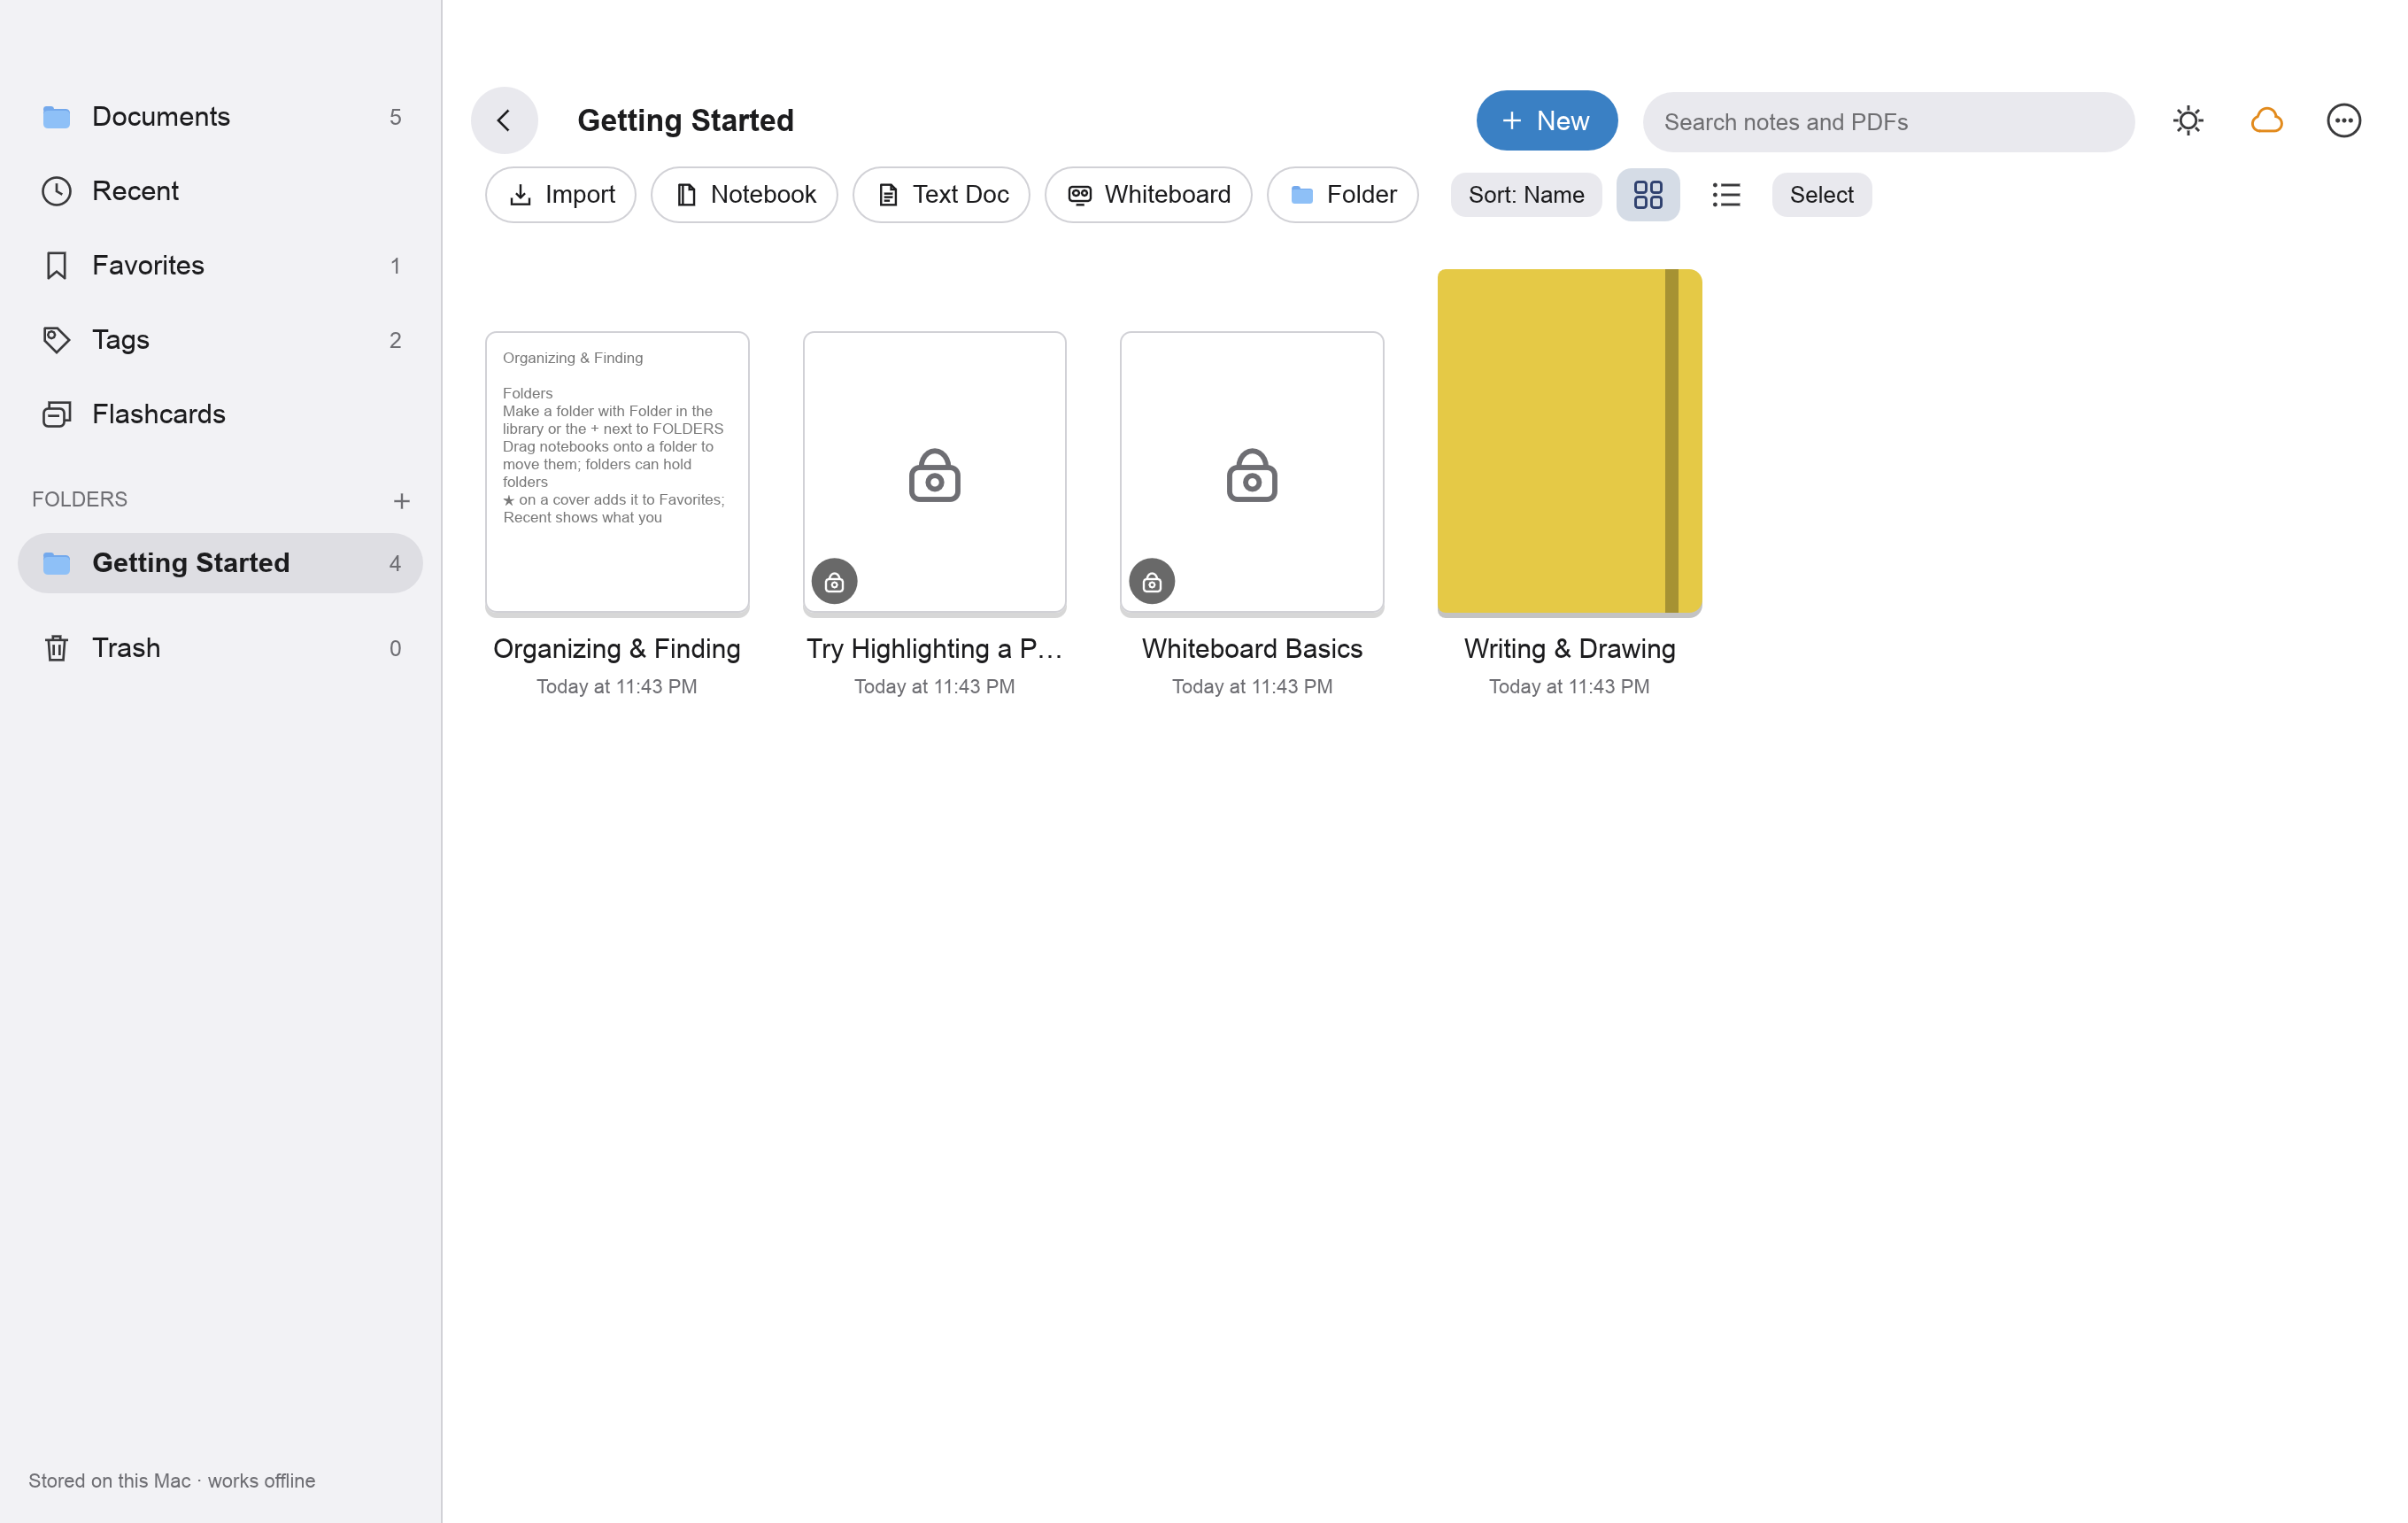 Documents 5
Recent
Favorites 1
Tags 2
Flashcards
FOLDERS +
Getting Started 4
Trash 0
Stored on this Mac · works offline
Getting Started
+ New
Search notes and PDFs
Import
Notebook
Text Doc
Whiteboard
Folder
Sort: Name
Select
Organizing & Finding
Folders
Make a folder with Folder in the
library or the + next to FOLDERS
Drag notebooks onto a folder to
move them; folders can hold
folders
★ on a cover adds it to Favorites;
Recent shows what you
Organizing & Finding
Today at 11:43 PM
Try Highlighting a P…
Today at 11:43 PM
Whiteboard Basics
Today at 11:43 PM
Writing & Drawing
Today at 11:43 PM